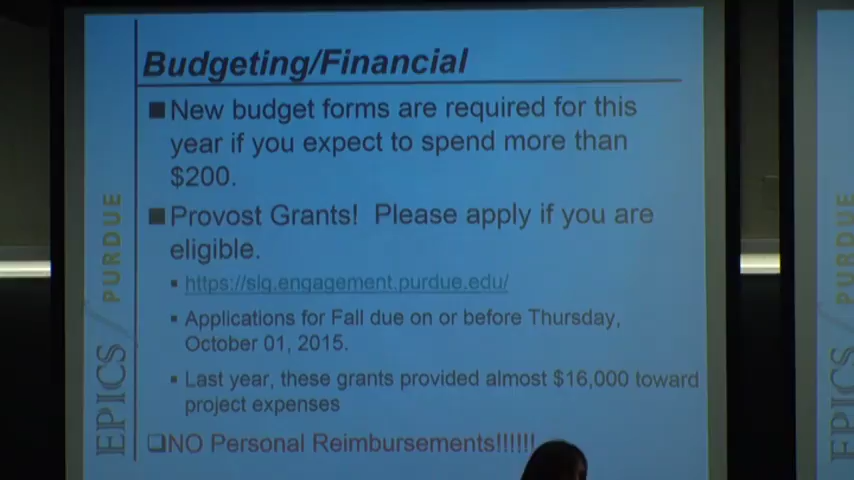 Budgeting/Financial
New budget forms are required for this
year if you expect to spend more than
$200.
Provost Grants! Please apply if you are
eligible.
https://slg.engagement.purdue.edu/
Applications for Fall due on or before Thursday,
October 01, 2015.
Last year, these grants provided almost $16,000 toward
project expenses
NO Personal Reimbursements!!!!!!
EPICS/PURDUE
EPICS/PURDUE